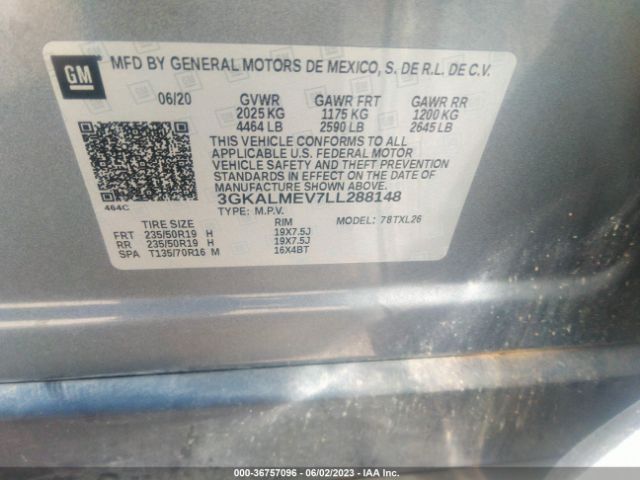 GM
MFD BY GENERAL MOTORS DE MEXICO, S. DE R.L. DE C.V.
06/20 GVWR GAWR FRT GAWR RR
2025 KG 1175 KG 1200 KG
4464 LB 2590 LB 2645 LB
THIS VEHICLE CONFORMS TO ALL
APPLICABLE U.S. FEDERAL MOTOR
VEHICLE SAFETY AND THEFT PREVENTION
STANDARDS IN EFFECT ON THE DATE OF
MANUFACTURE SHOWN ABOVE.
3GKALMEV7LL288148
464C
TYPE: M.P.V. MODEL: 78TXL26
TIRE SIZE RIM
FRT 235/50R19 H 19X7.5J
RR 235/50R19 H 19X7.5J
SPA T135/70R16 M 16X4BT
000-36757096 - 06/02/2023 - IAA Inc.